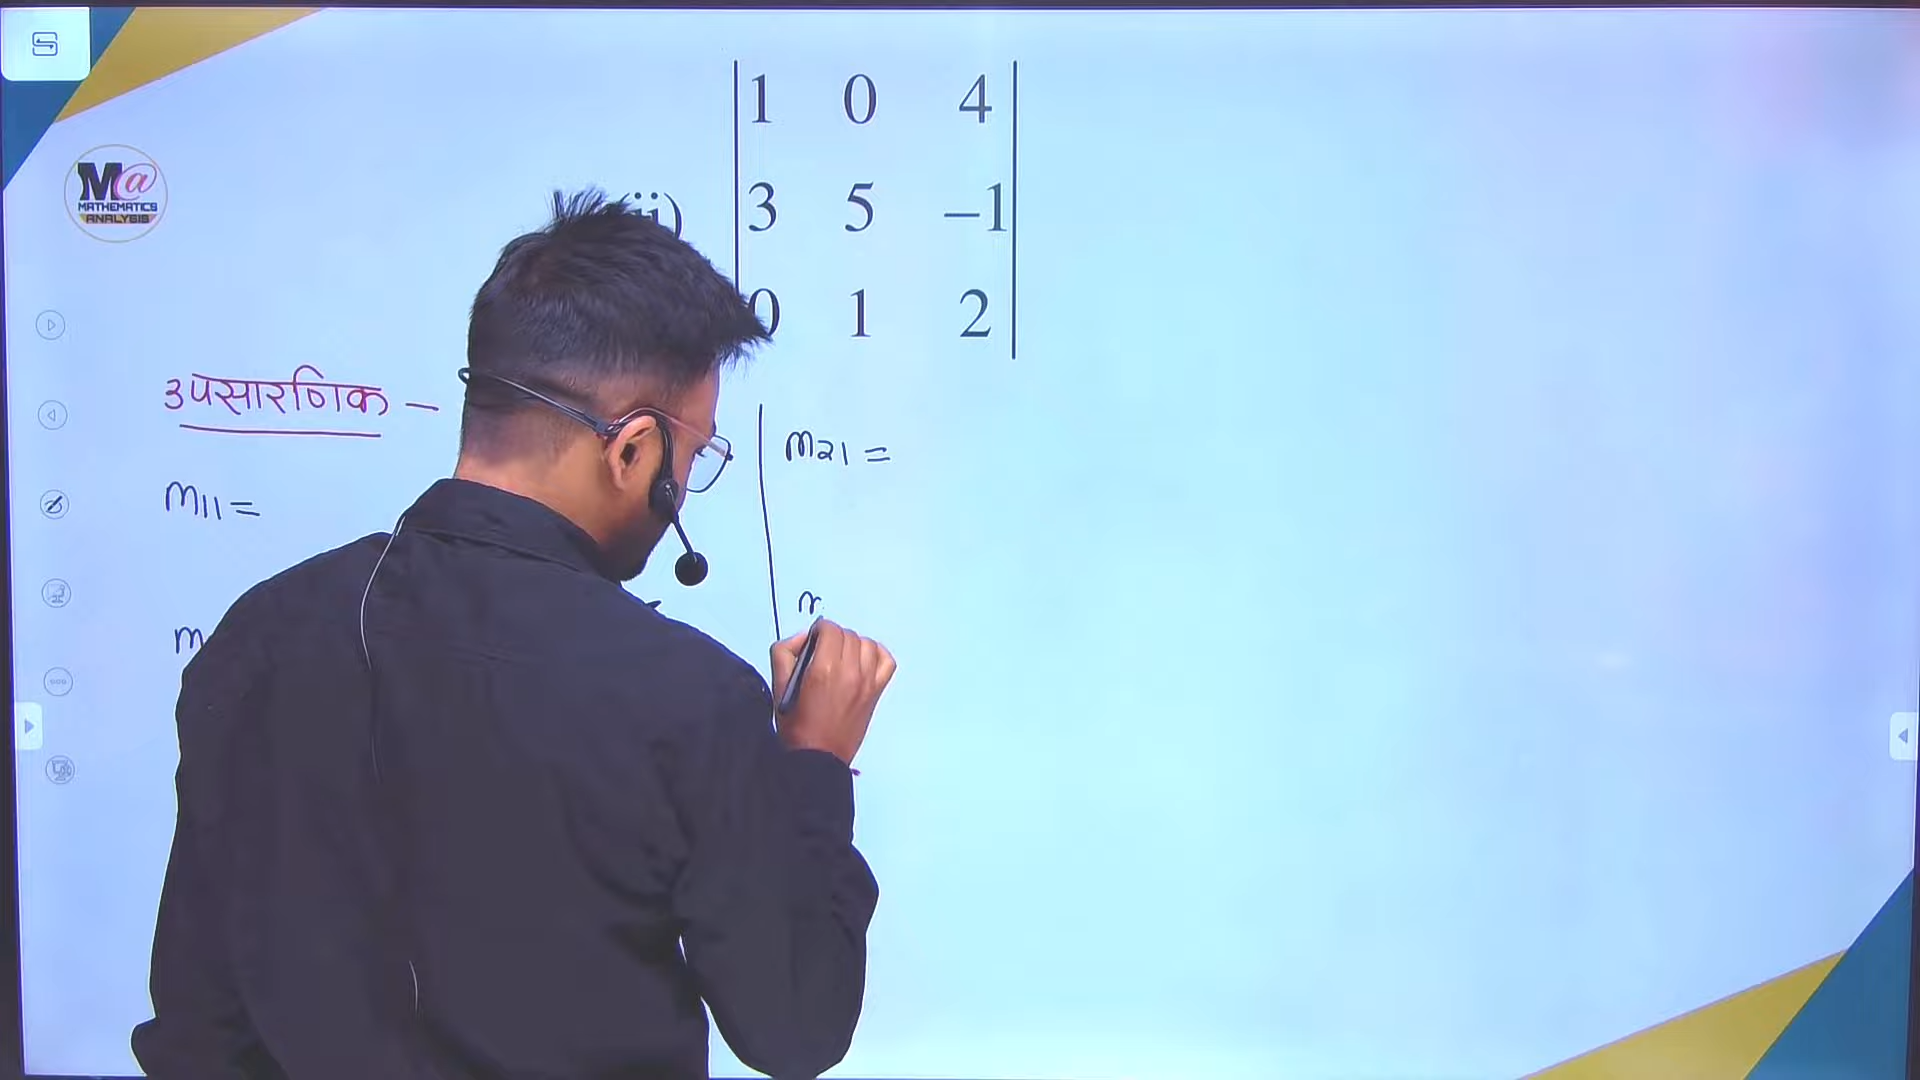 M@
MATHEMATICS
ANALYSIS
1 0 4
(ii)
3 5 –1
0 1 2
उपसारणिक –
M11 =
M21 =